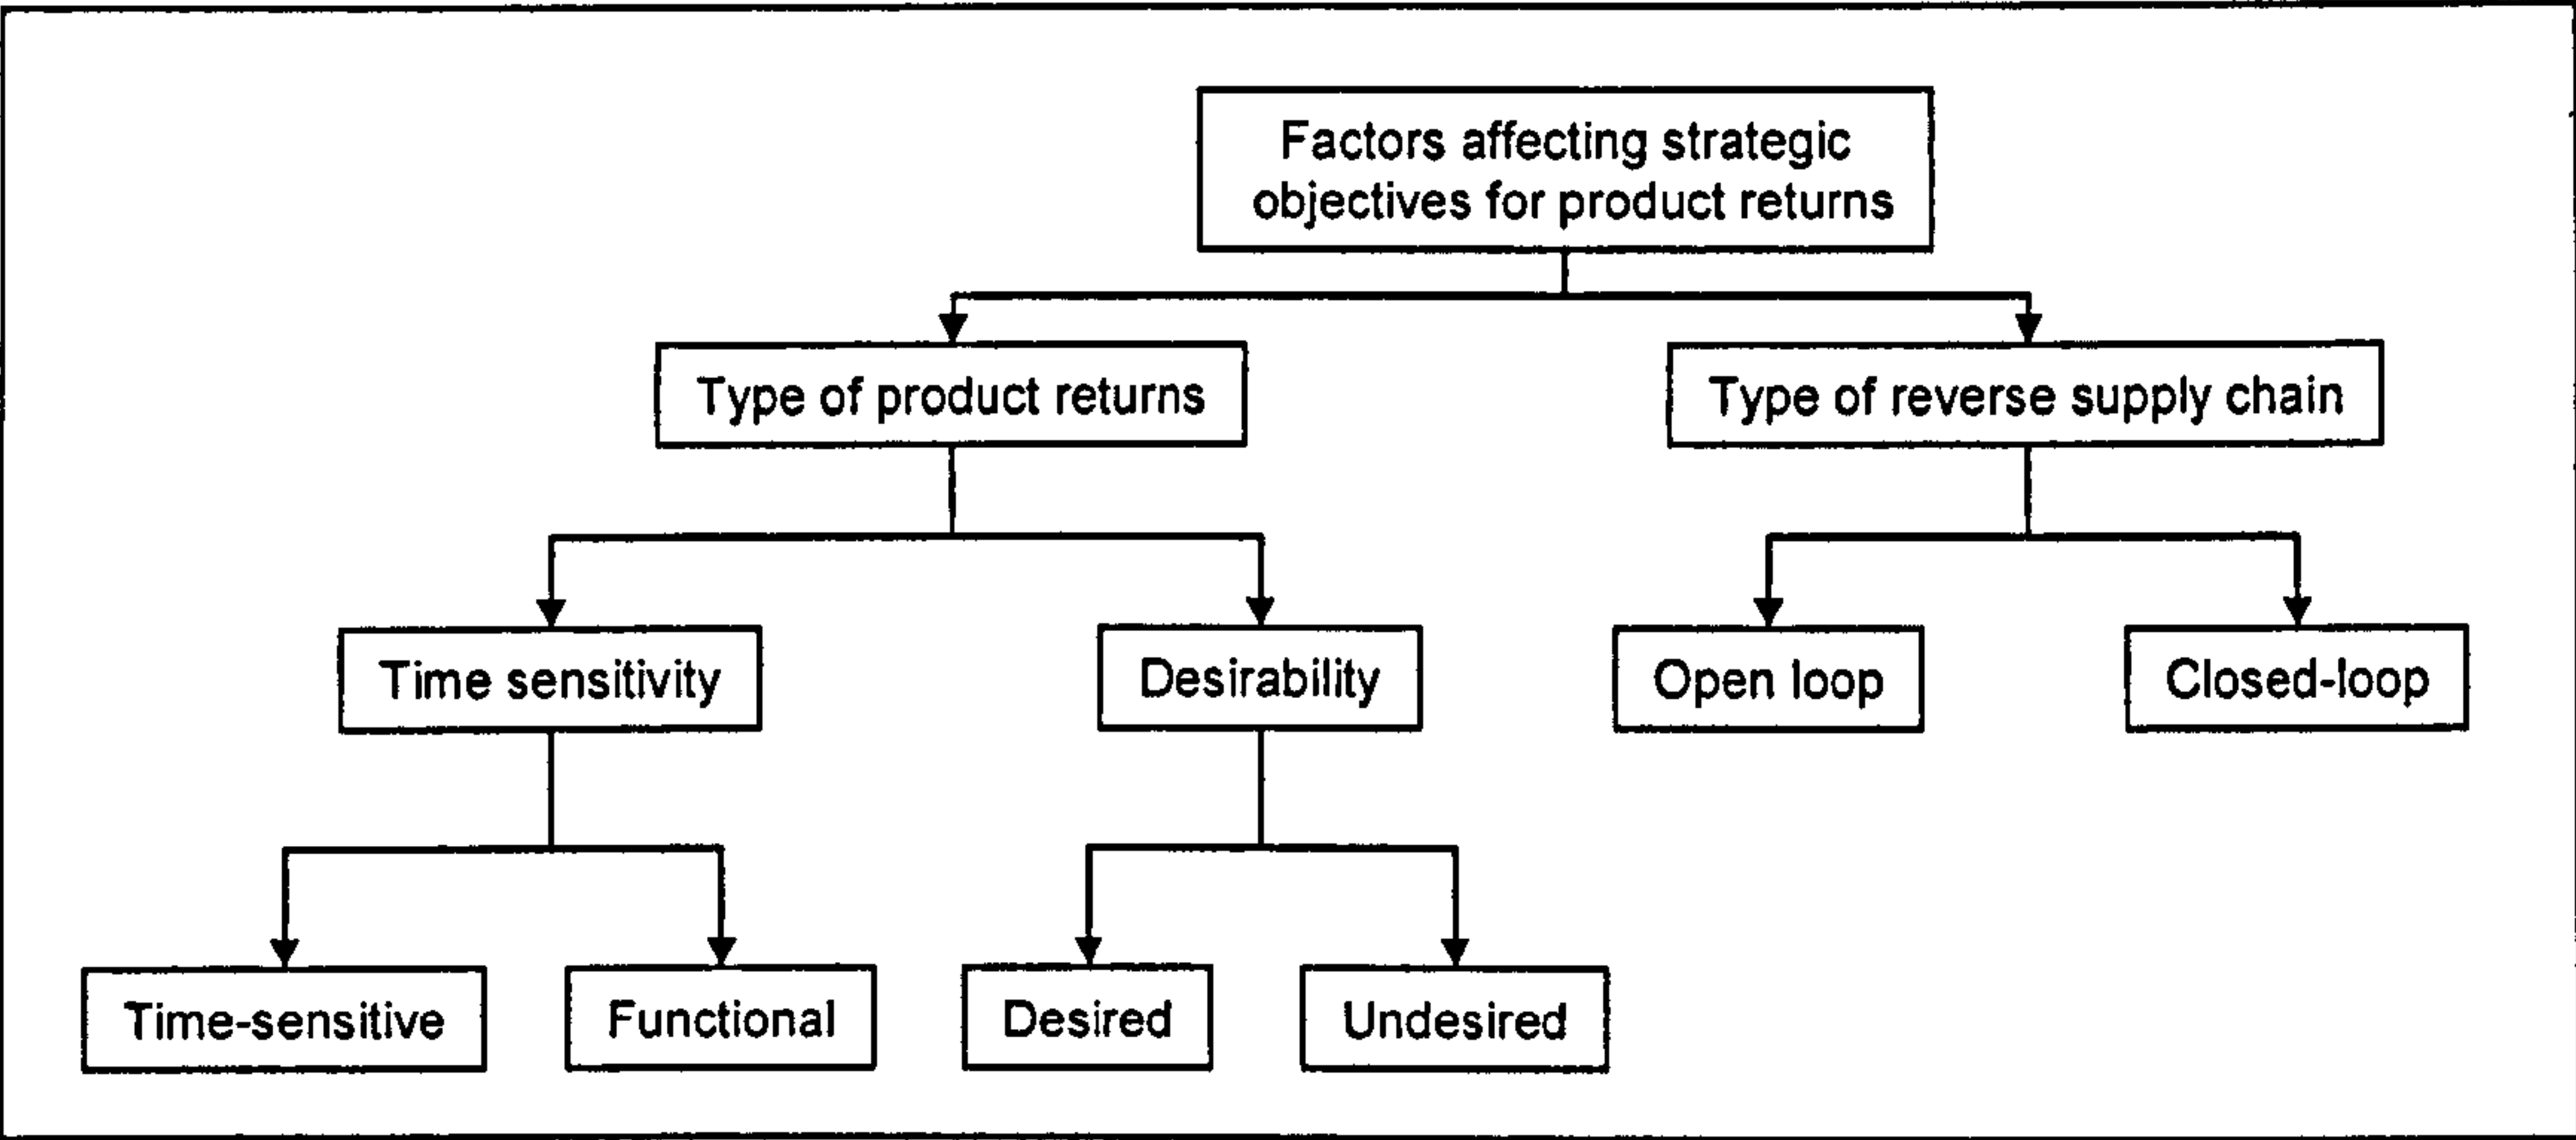 Factors affecting strategic
objectives for product returns
Type of product returns
Type of reverse supply chain
Time sensitivity
Desirability
Open loop
Closed-loop
Time-sensitive
Functional
Desired
Undesired